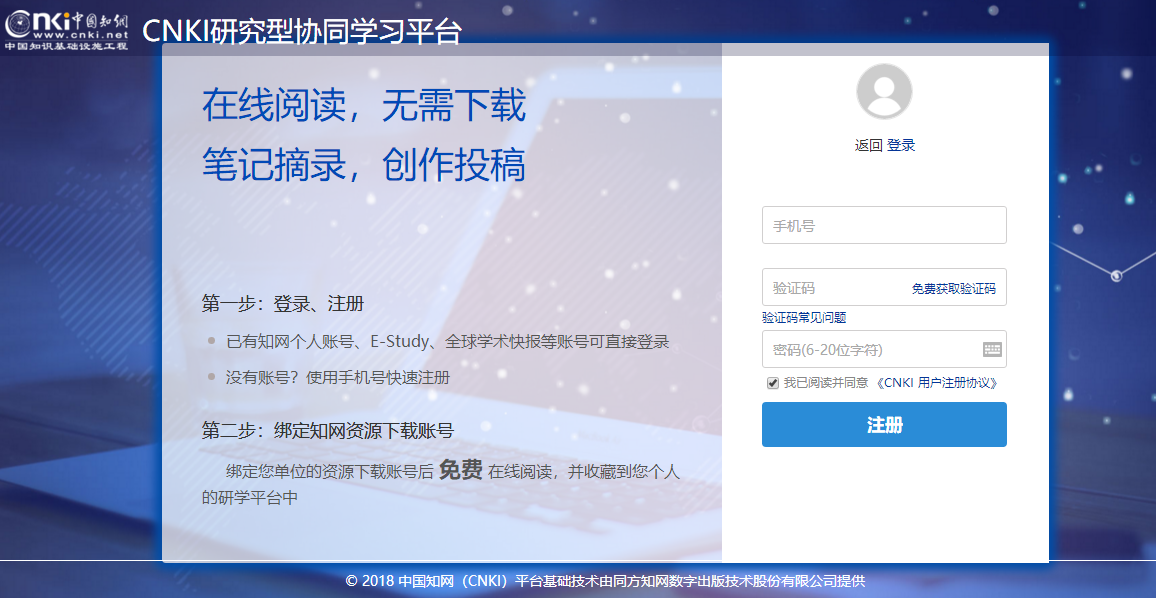 cnki中国知网
www.cnki.net
中国知识基础设施工程
CNKI研究型协同学习平台
在线阅读，无需下载
笔记摘录，创作投稿
第一步：登录、注册
已有知网个人账号、E-Study、全球学术快报等账号可直接登录
没有账号？使用手机号快速注册
第二步：绑定知网资源下载账号
绑定您单位的资源下载账号后 免费 在线阅读，并收藏到您个人
的研学平台中
返回 登录
手机号
验证码 免费获取验证码
验证码常见问题
密码(6-20位字符)
我已阅读并同意 《CNKI 用户注册协议》
注册
© 2018 中国知网（CNKI）平台基础技术由同方知网数字出版技术股份有限公司提供